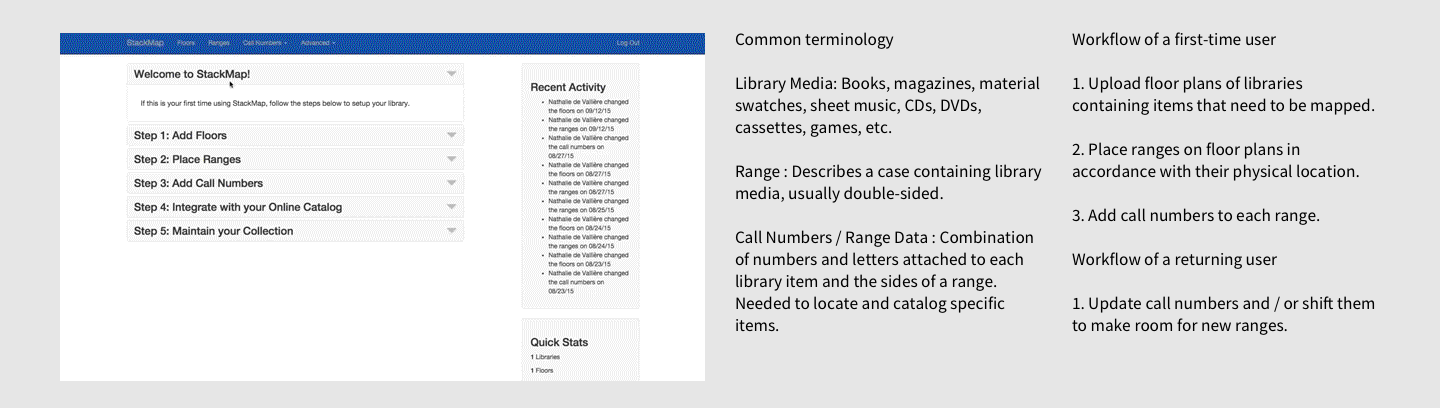 StackMap Floors Ranges Call Numbers Advanced Log Out
Welcome to StackMap!
If this is your first time using StackMap, follow the steps below to setup your library.
Step 1: Add Floors
Step 2: Place Ranges
Step 3: Add Call Numbers
Step 4: Integrate with your Online Catalog
Step 5: Maintain your Collection
Recent Activity
• Nathalie de Vallière changed
the floors on 09/12/15
• Nathalie de Vallière changed
the ranges on 09/12/15
• Nathalie de Vallière changed
the call numbers on
08/27/15
• Nathalie de Vallière changed
the floors on 08/27/15
• Nathalie de Vallière changed
the ranges on 08/27/15
• Nathalie de Vallière changed
the ranges on 08/25/15
• Nathalie de Vallière changed
the floors on 08/24/15
• Nathalie de Vallière changed
the ranges on 08/24/15
• Nathalie de Vallière changed
the floors on 08/23/15
• Nathalie de Vallière changed
the call numbers on
08/23/15
Quick Stats
1 Libraries
1 Floors
Common terminology
Library Media: Books, magazines, material
swatches, sheet music, CDs, DVDs,
cassettes, games, etc.
Range : Describes a case containing library
media, usually double-sided.
Call Numbers / Range Data : Combination
of numbers and letters attached to each
library item and the sides of a range.
Needed to locate and catalog specific
items.
Workflow of a first-time user
1. Upload floor plans of libraries
containing items that need to be mapped.
2. Place ranges on floor plans in
accordance with their physical location.
3. Add call numbers to each range.
Workflow of a returning user
1. Update call numbers and / or shift them
to make room for new ranges.